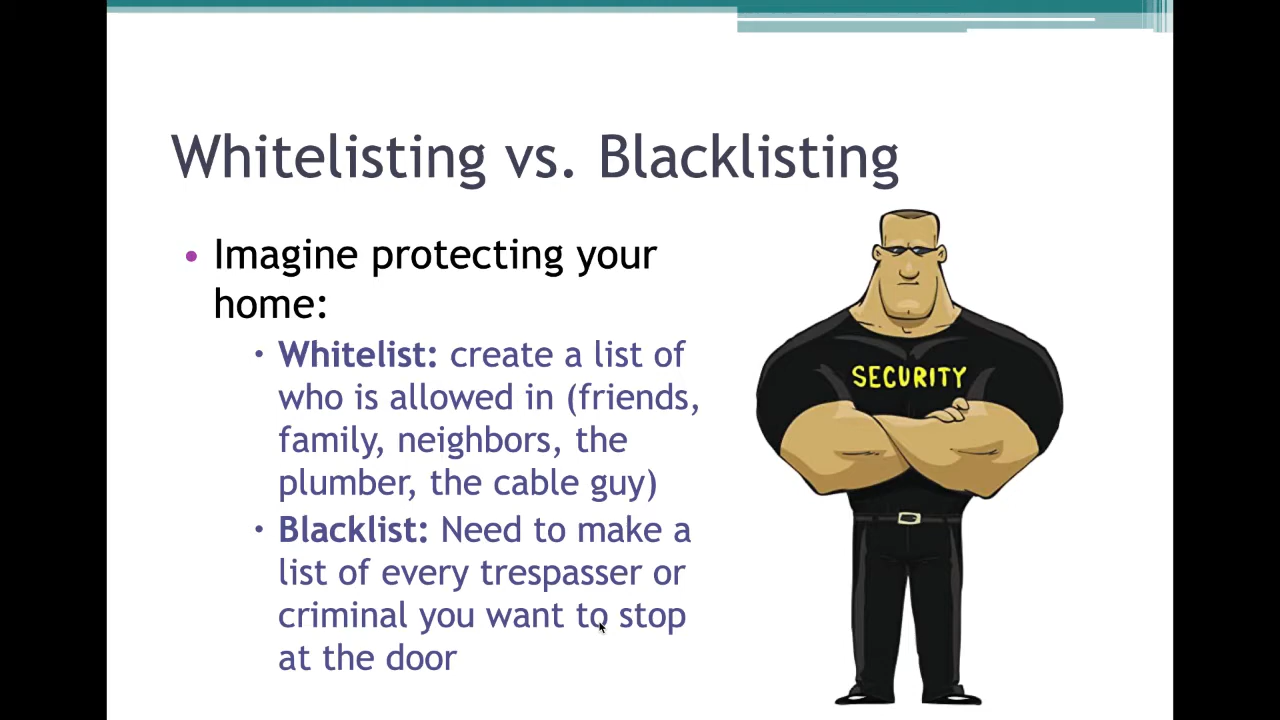 Whitelisting vs. Blacklisting
• Imagine protecting your
home:
• Whitelist: create a list of
who is allowed in (friends,
family, neighbors, the
plumber, the cable guy)
• Blacklist: Need to make a
list of every trespasser or
criminal you want to stop
at the door
SECURITY